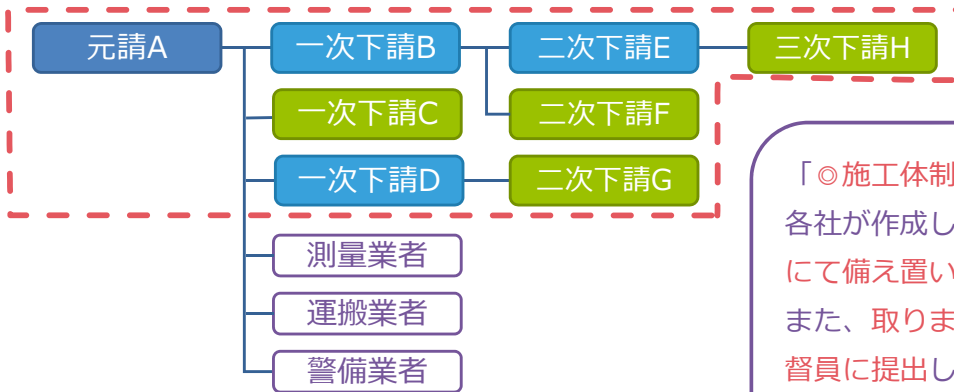 元請A
一次下請B
二次下請E
三次下請H
一次下請C
二次下請F
一次下請D
二次下請G
測量業者
運搬業者
警備業者
「◎施工体制
各社が作成し
にて備え置い
また、取りま
督員に提出し